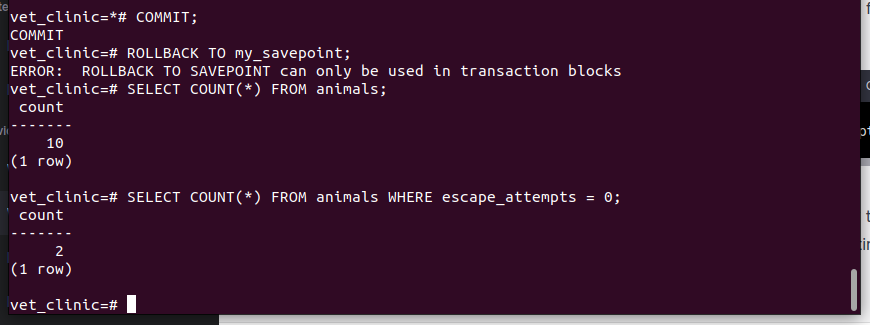 vet_clinic=*# COMMIT;
COMMIT
vet_clinic=# ROLLBACK TO my_savepoint;
ERROR:  ROLLBACK TO SAVEPOINT can only be used in transaction blocks
vet_clinic=# SELECT COUNT(*) FROM animals;
 count
-------
    10
(1 row)

vet_clinic=# SELECT COUNT(*) FROM animals WHERE escape_attempts = 0;
 count
-------
     2
(1 row)

vet_clinic=#